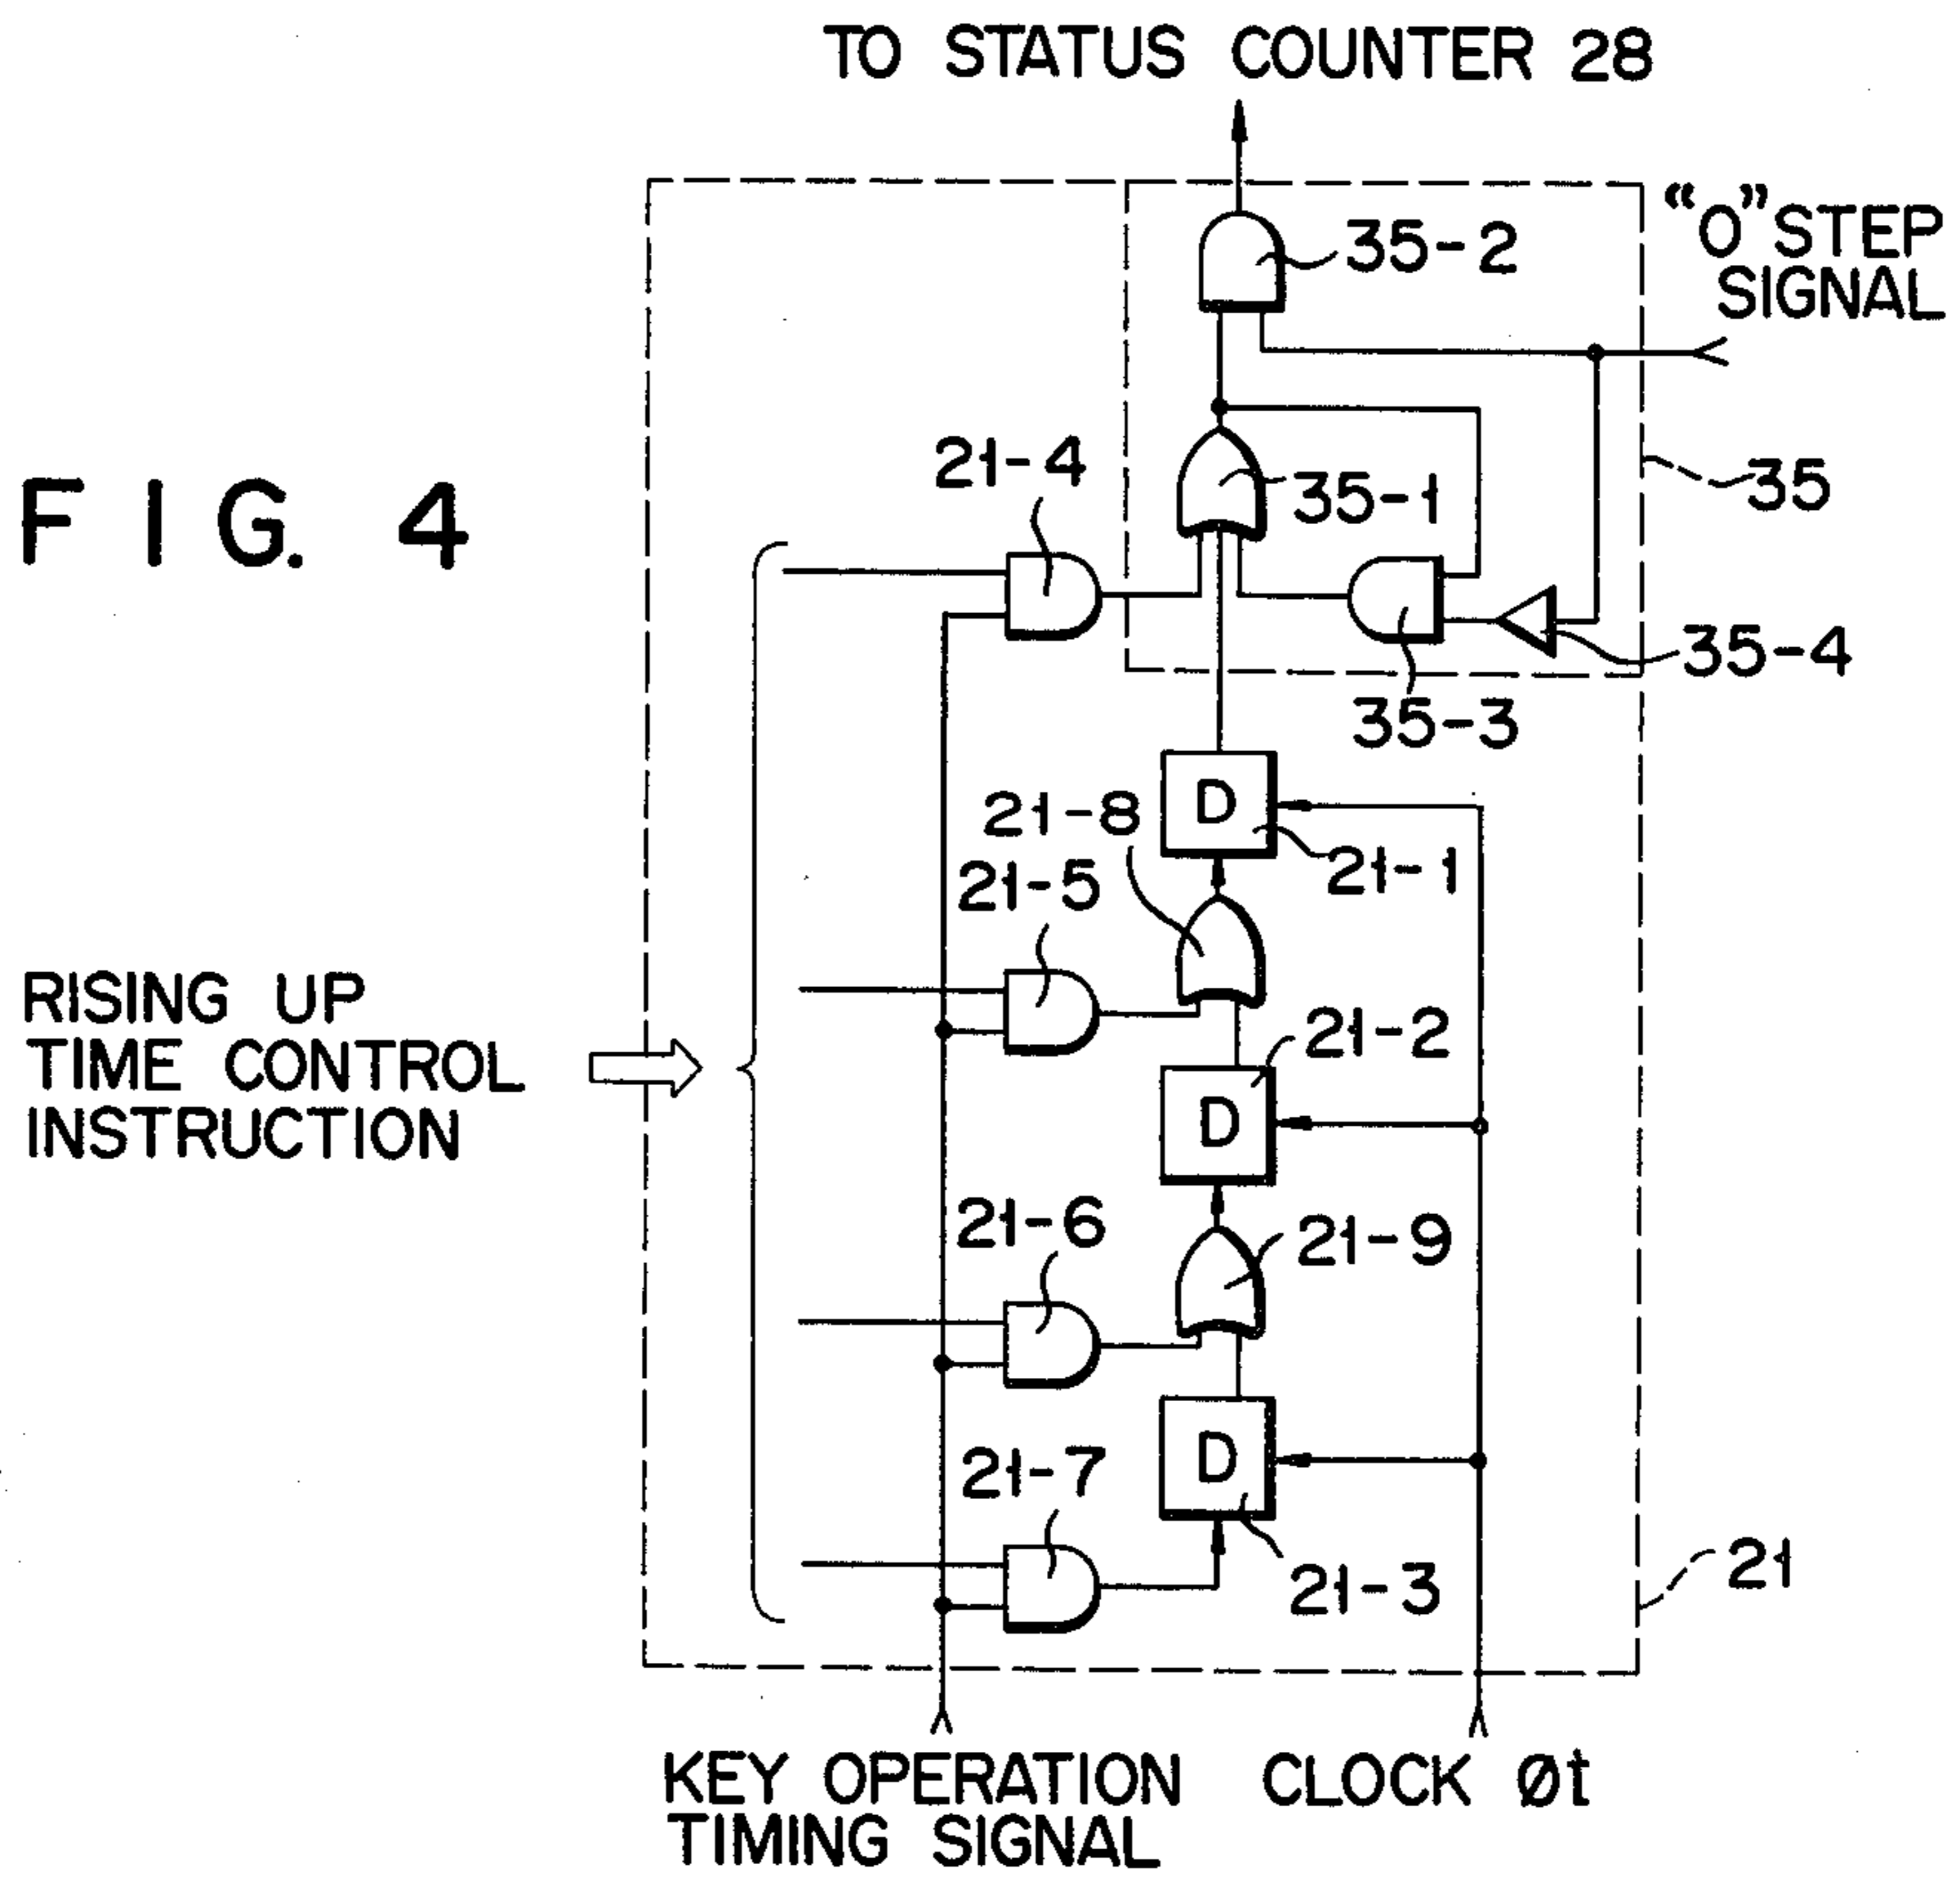 TO STATUS COUNTER 28
"0" STEP
SIGNAL
35-2
FIG. 4
21-4
35-1
35
35-4
35-3
D
21-8
21-1
21-5
RISING UP
TIME CONTROL
INSTRUCTION
21-2
D
21-6
21-9
D
21-7
21-3
21
KEY OPERATION
TIMING SIGNAL
CLOCK Øt